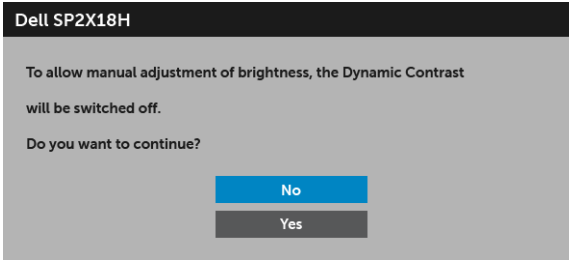 Dell SP2X18H
To allow manual adjustment of brightness, the Dynamic Contrast
will be switched off.
Do you want to continue?
No
Yes